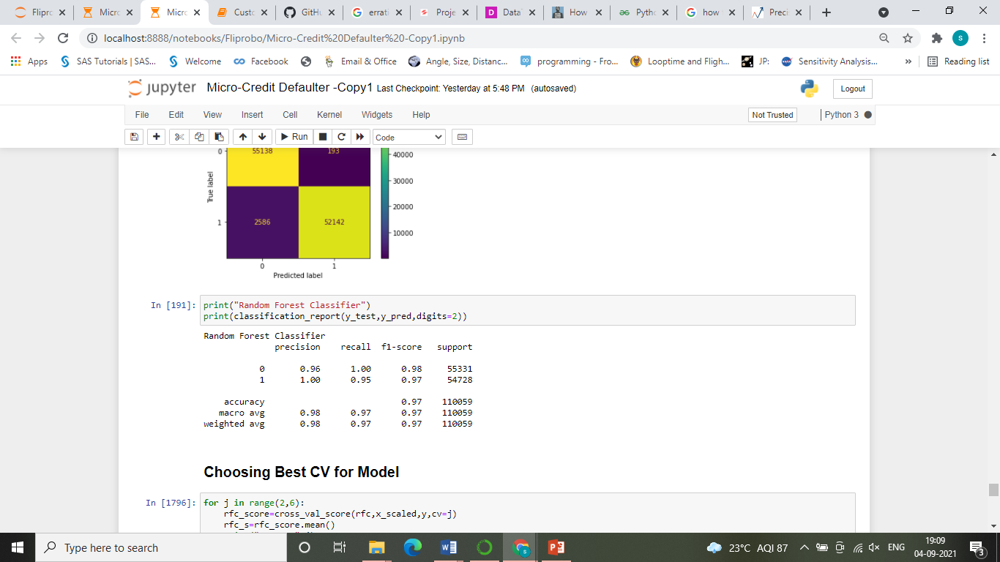 Flipro
Micro
Micro
Custo
GitHu
errati
Proje
DataT
How
Pytho
how
Preci
localhost:8888/notebooks/Fliprobo/Micro-Credit%20Defaulter%20-Copy1.ipynb
s
Apps
SAS Tutorials | SAS...
Welcome
Facebook
Email & Office
Angle, Size, Distanc...
programming - Fro...
Looptime and Fligh...
JP:
Sensitivity Analysis...
»
Reading list
jupyter Micro-Credit Defaulter -Copy1 Last Checkpoint: Yesterday at 5:48 PM (autosaved)
Logout
File Edit View Insert Cell Kernel Widgets Help
Not Trusted
Python 3
Run
Code
0 55138 193
40000
30000
20000
10000
True label
1 2586 52142
0 1
Predicted label
In [191]: print("Random Forest Classifier")
print(classification_report(y_test,y_pred,digits=2))
Random Forest Classifier
precision recall f1-score support
0 0.96 1.00 0.98 55331
1 1.00 0.95 0.97 54728
accuracy 0.97 110059
macro avg 0.98 0.97 0.97 110059
weighted avg 0.98 0.97 0.97 110059
Choosing Best CV for Model
In [1796]: for j in range(2,6):
rfc_score=cross_val_score(rfc,x_scaled,y,cv=j)
rfc_s=rfc_score.mean()
Type here to search
23°C AQI 87
ENG
19:09
04-09-2021
3